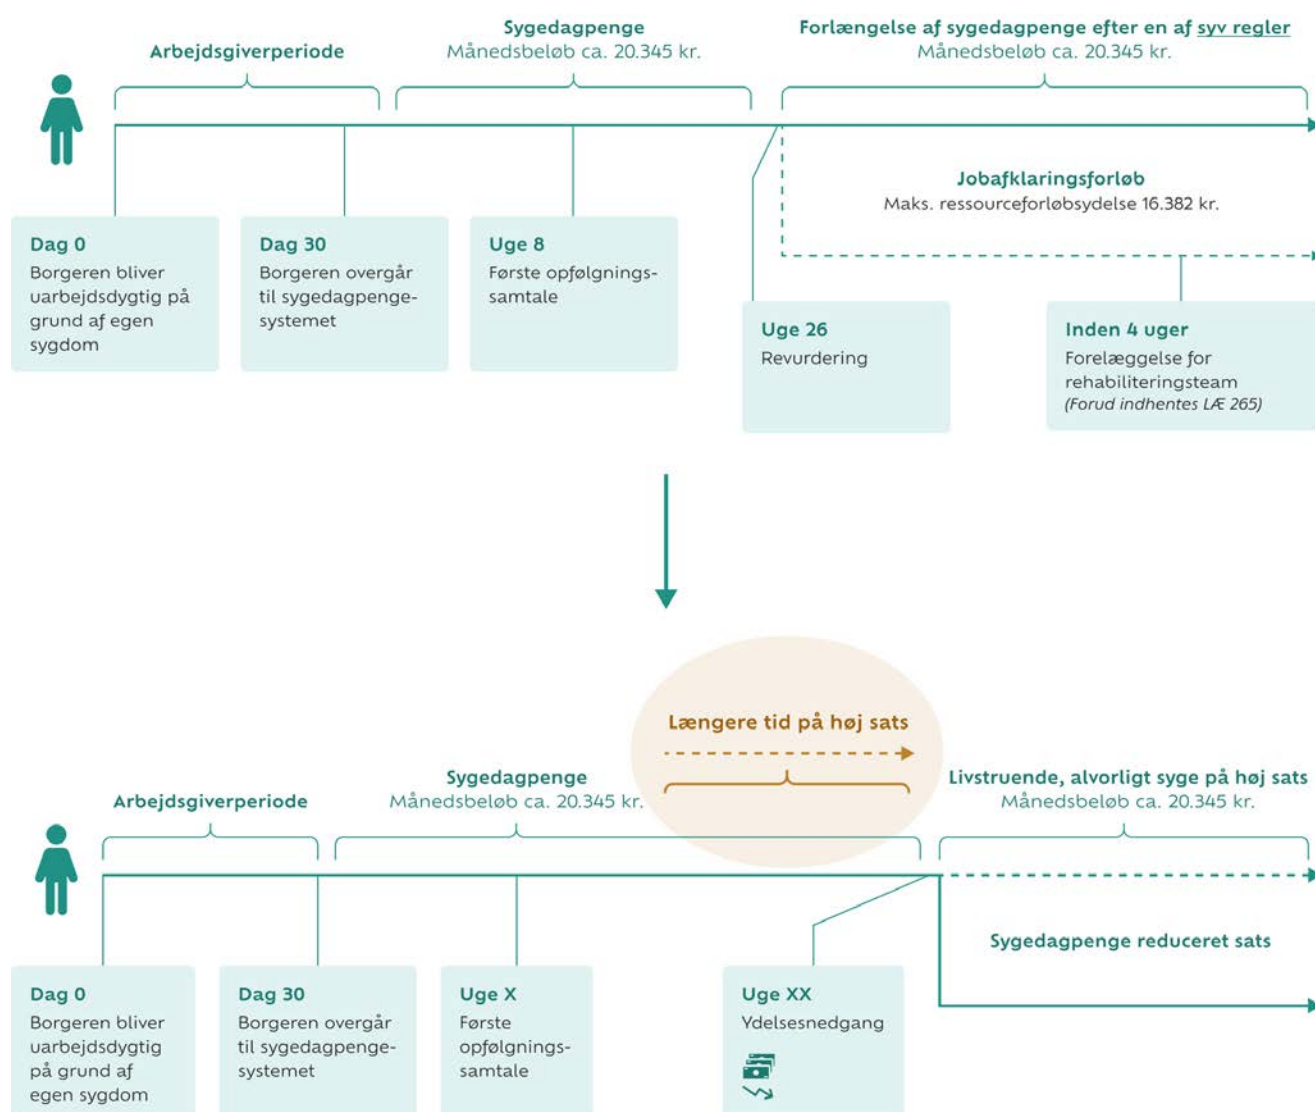 Arbejdsgiverperiode
Sygedagpenge
Månedsbeløb ca. 20.345 kr.
Forlængelse af sygedagpenge efter en af syv regler
Månedsbeløb ca. 20.345 kr.
Jobafklaringsforløb
Maks. ressourceforløbsydelse 16.382 kr.
Dag 0
Borgeren bliver
uarbejdsdygtig på
grund af egen
sygdom
Dag 30
Borgeren overgår
til sygedagpenge-
systemet
Uge 8
Første opfølgnings-
samtale
Uge 26
Revurdering
Inden 4 uger
Forelæggelse for
rehabiliteringsteam
(Forud indhentes LÆ 265)
Længere tid på høj sats
Arbejdsgiverperiode
Sygedagpenge
Månedsbeløb ca. 20.345 kr.
Livstruende, alvorligt syge på høj sats
Månedsbeløb ca. 20.345 kr.
Sygedagpenge reduceret sats
Dag 0
Borgeren bliver
uarbejdsdygtig
på grund af
egen sygdom
Dag 30
Borgeren overgår
til sygedagpenge-
systemet
Uge X
Første
opfølgnings-
samtale
Uge XX
Ydelsesnedgang